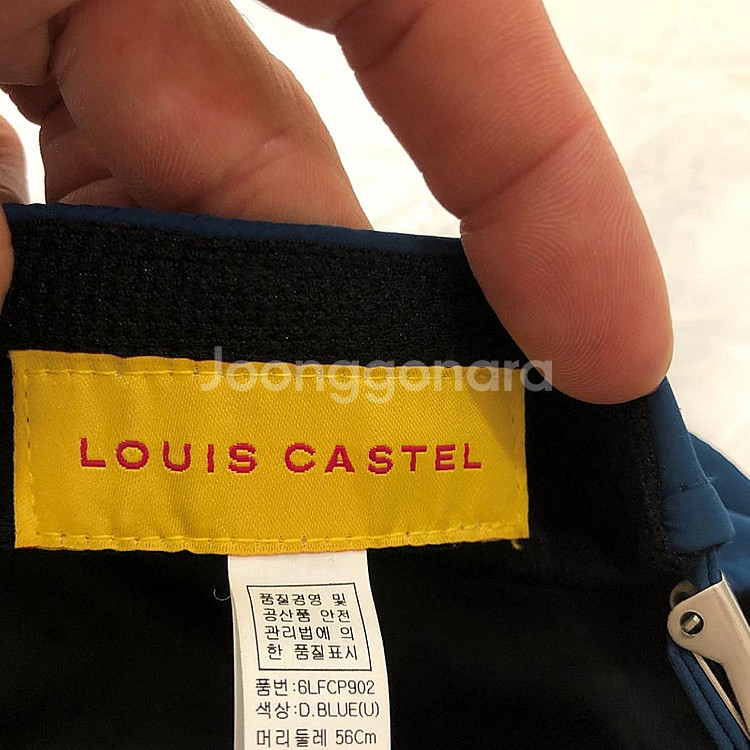 Joonggonara
LOUIS CASTEL
품질경영 및
공산품 안전
관리법에 의
한 품질표시
품번:6LFCP902
색상:D.BLUE(U)
머리둘레 56Cm